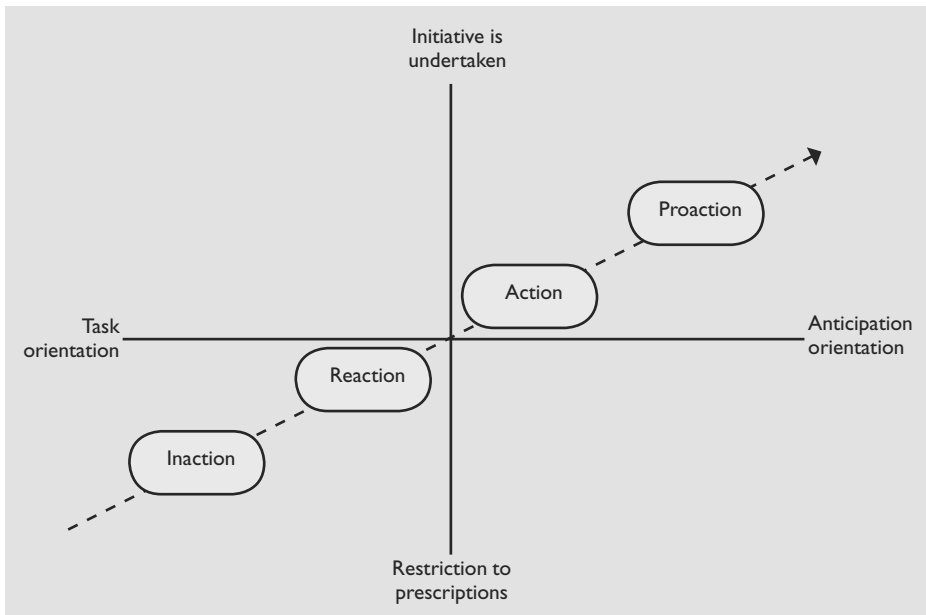 Initiative is
undertaken
Proaction
Action
Task
orientation
Anticipation
orientation
Reaction
Inaction
Restriction to
prescriptions